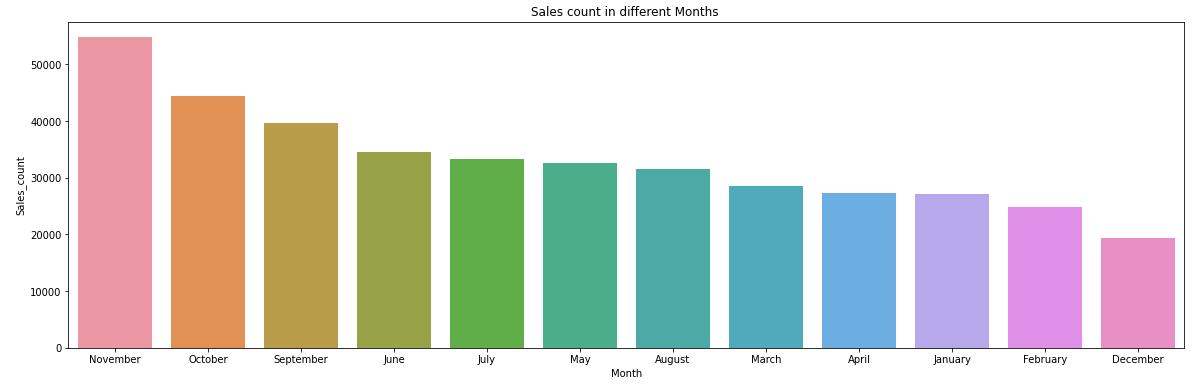 Sales count in different Months
Sales_count
50000
40000
30000
20000
10000
0
November October September June July May August March April January February December
Month